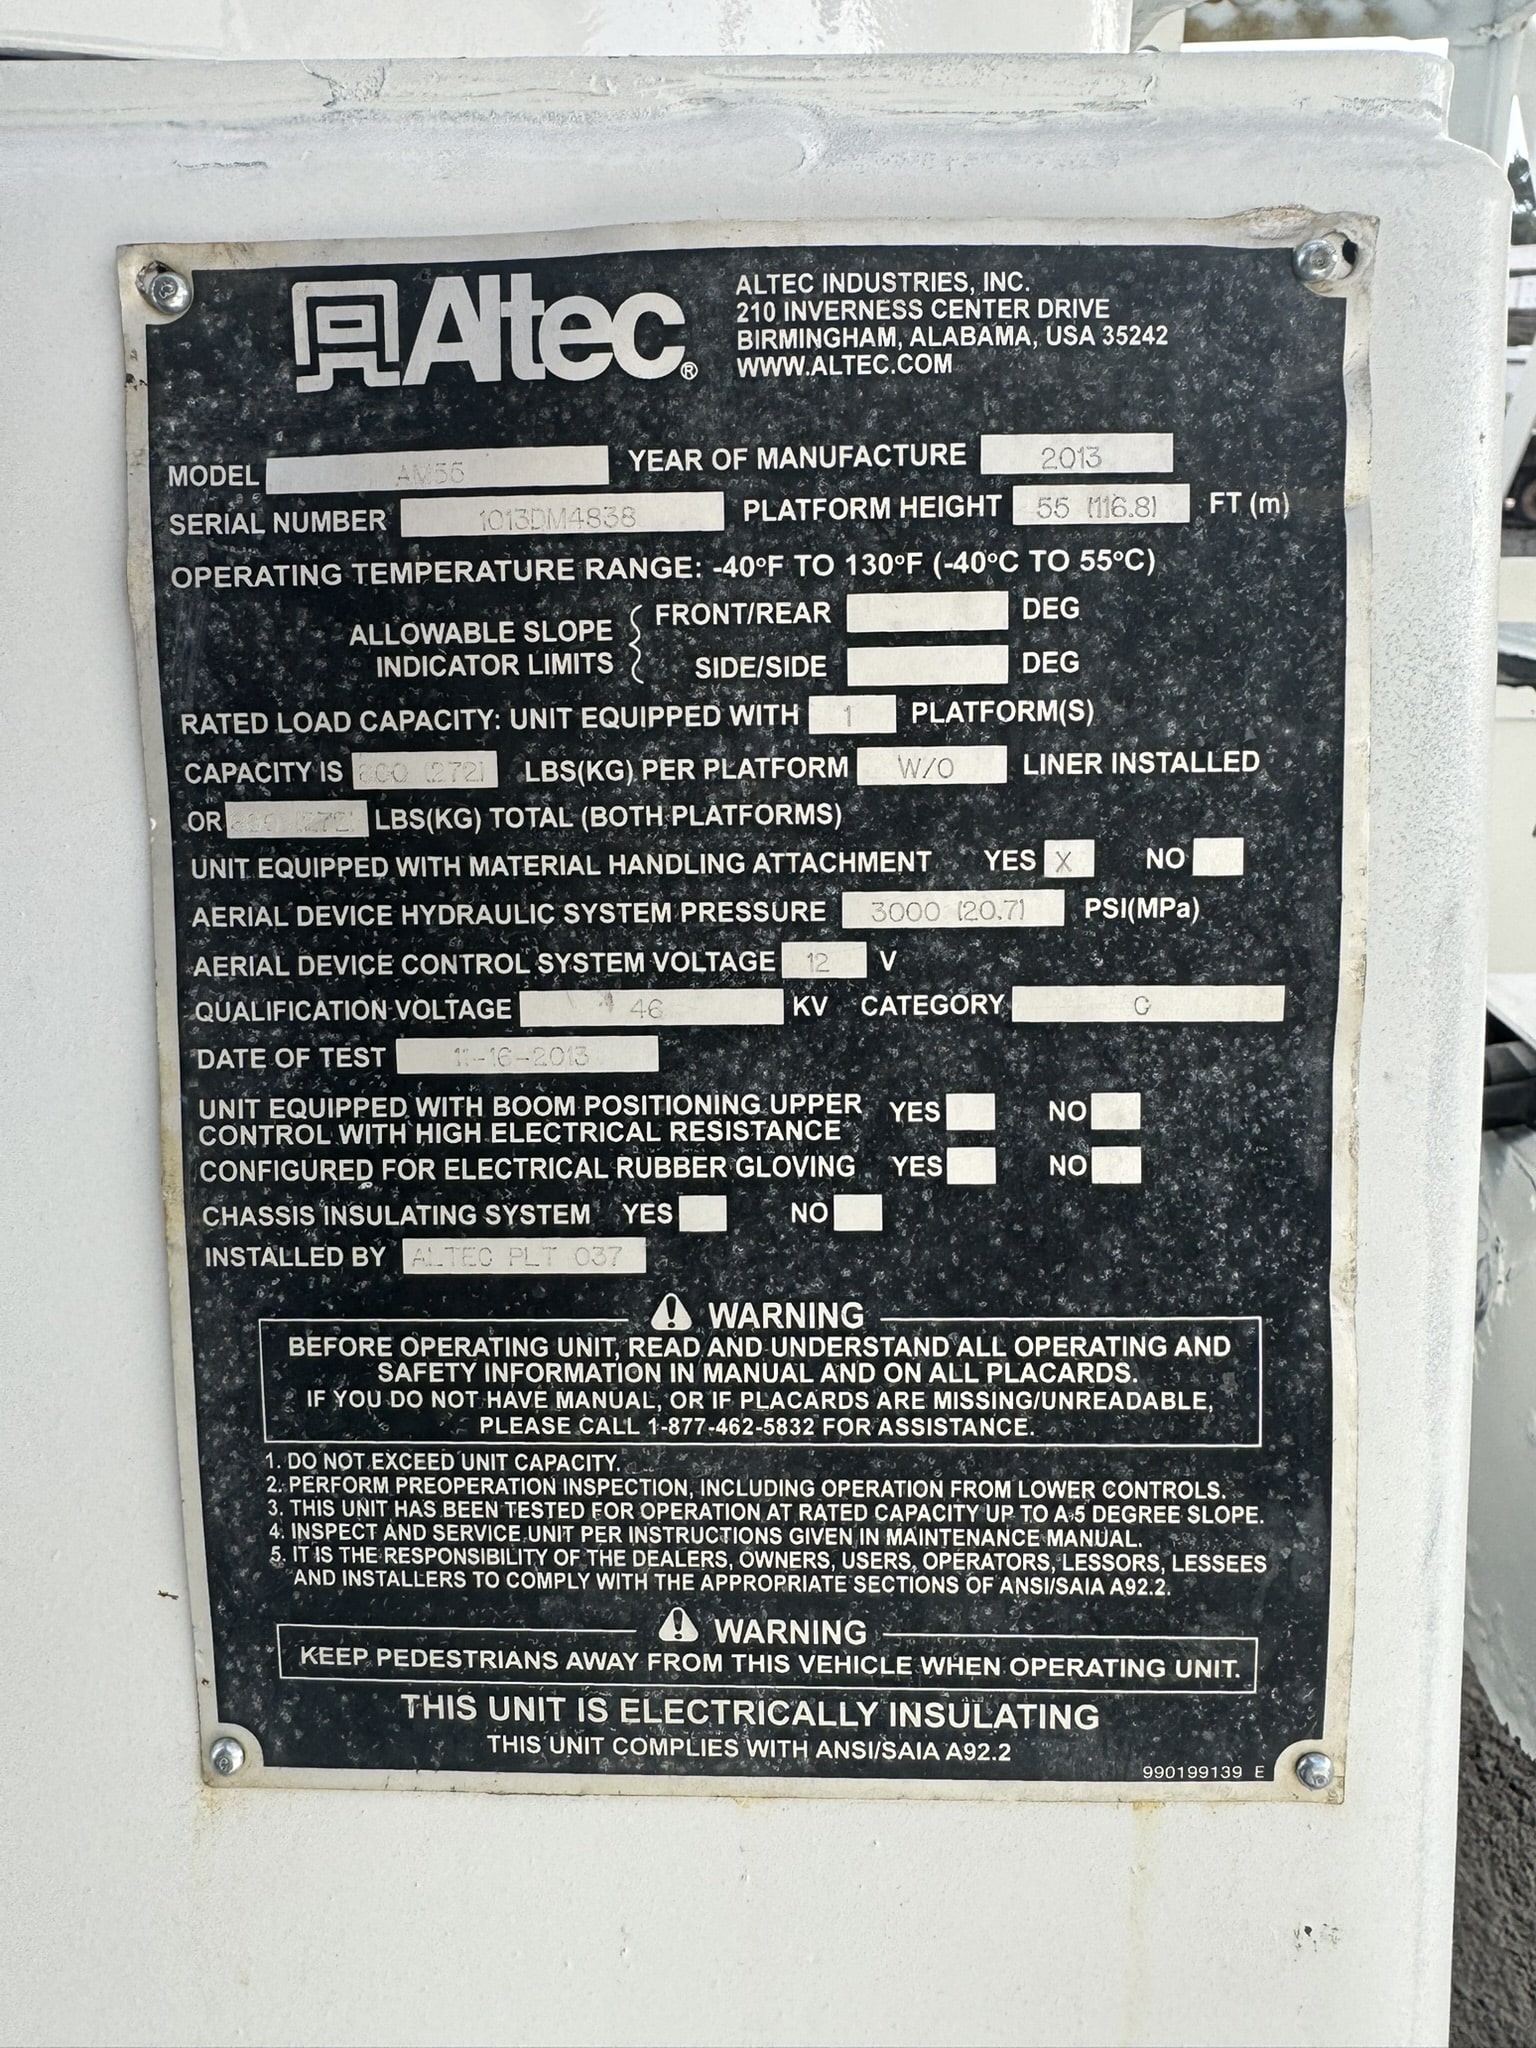 Altec®
ALTEC INDUSTRIES, INC.
210 INVERNESS CENTER DRIVE
BIRMINGHAM, ALABAMA, USA 35242
WWW.ALTEC.COM
MODEL AM55 YEAR OF MANUFACTURE 2013
SERIAL NUMBER 1013DM4838 PLATFORM HEIGHT 55 (116.8) FT (m)
OPERATING TEMPERATURE RANGE: -40°F TO 130°F (-40°C TO 55°C)
ALLOWABLE SLOPE INDICATOR LIMITS { FRONT/REAR DEG
SIDE/SIDE DEG
RATED LOAD CAPACITY: UNIT EQUIPPED WITH 1 PLATFORM(S)
CAPACITY IS 600 (272) LBS(KG) PER PLATFORM W/O LINER INSTALLED
OR 600 (272) LBS(KG) TOTAL (BOTH PLATFORMS)
UNIT EQUIPPED WITH MATERIAL HANDLING ATTACHMENT YES X NO
AERIAL DEVICE HYDRAULIC SYSTEM PRESSURE 3000 (20.7) PSI(MPa)
AERIAL DEVICE CONTROL SYSTEM VOLTAGE 12 V
QUALIFICATION VOLTAGE 46 KV CATEGORY C
DATE OF TEST 11-16-2013
UNIT EQUIPPED WITH BOOM POSITIONING UPPER YES NO
CONTROL WITH HIGH ELECTRICAL RESISTANCE
CONFIGURED FOR ELECTRICAL RUBBER GLOVING YES NO
CHASSIS INSULATING SYSTEM YES NO
INSTALLED BY ALTEC PLT 037
WARNING
BEFORE OPERATING UNIT, READ AND UNDERSTAND ALL OPERATING AND
SAFETY INFORMATION IN MANUAL AND ON ALL PLACARDS.
IF YOU DO NOT HAVE MANUAL, OR IF PLACARDS ARE MISSING/UNREADABLE,
PLEASE CALL 1-877-462-5832 FOR ASSISTANCE.
1. DO NOT EXCEED UNIT CAPACITY.
2. PERFORM PREOPERATION INSPECTION, INCLUDING OPERATION FROM LOWER CONTROLS.
3. THIS UNIT HAS BEEN TESTED FOR OPERATION AT RATED CAPACITY UP TO A 5 DEGREE SLOPE.
4. INSPECT AND SERVICE UNIT PER INSTRUCTIONS GIVEN IN MAINTENANCE MANUAL.
5. IT IS THE RESPONSIBILITY OF THE DEALERS, OWNERS, USERS, OPERATORS, LESSORS, LESSEES
AND INSTALLERS TO COMPLY WITH THE APPROPRIATE SECTIONS OF ANSI/SAIA A92.2.
WARNING
KEEP PEDESTRIANS AWAY FROM THIS VEHICLE WHEN OPERATING UNIT.
THIS UNIT IS ELECTRICALLY INSULATING
THIS UNIT COMPLIES WITH ANSI/SAIA A92.2
990199139 E